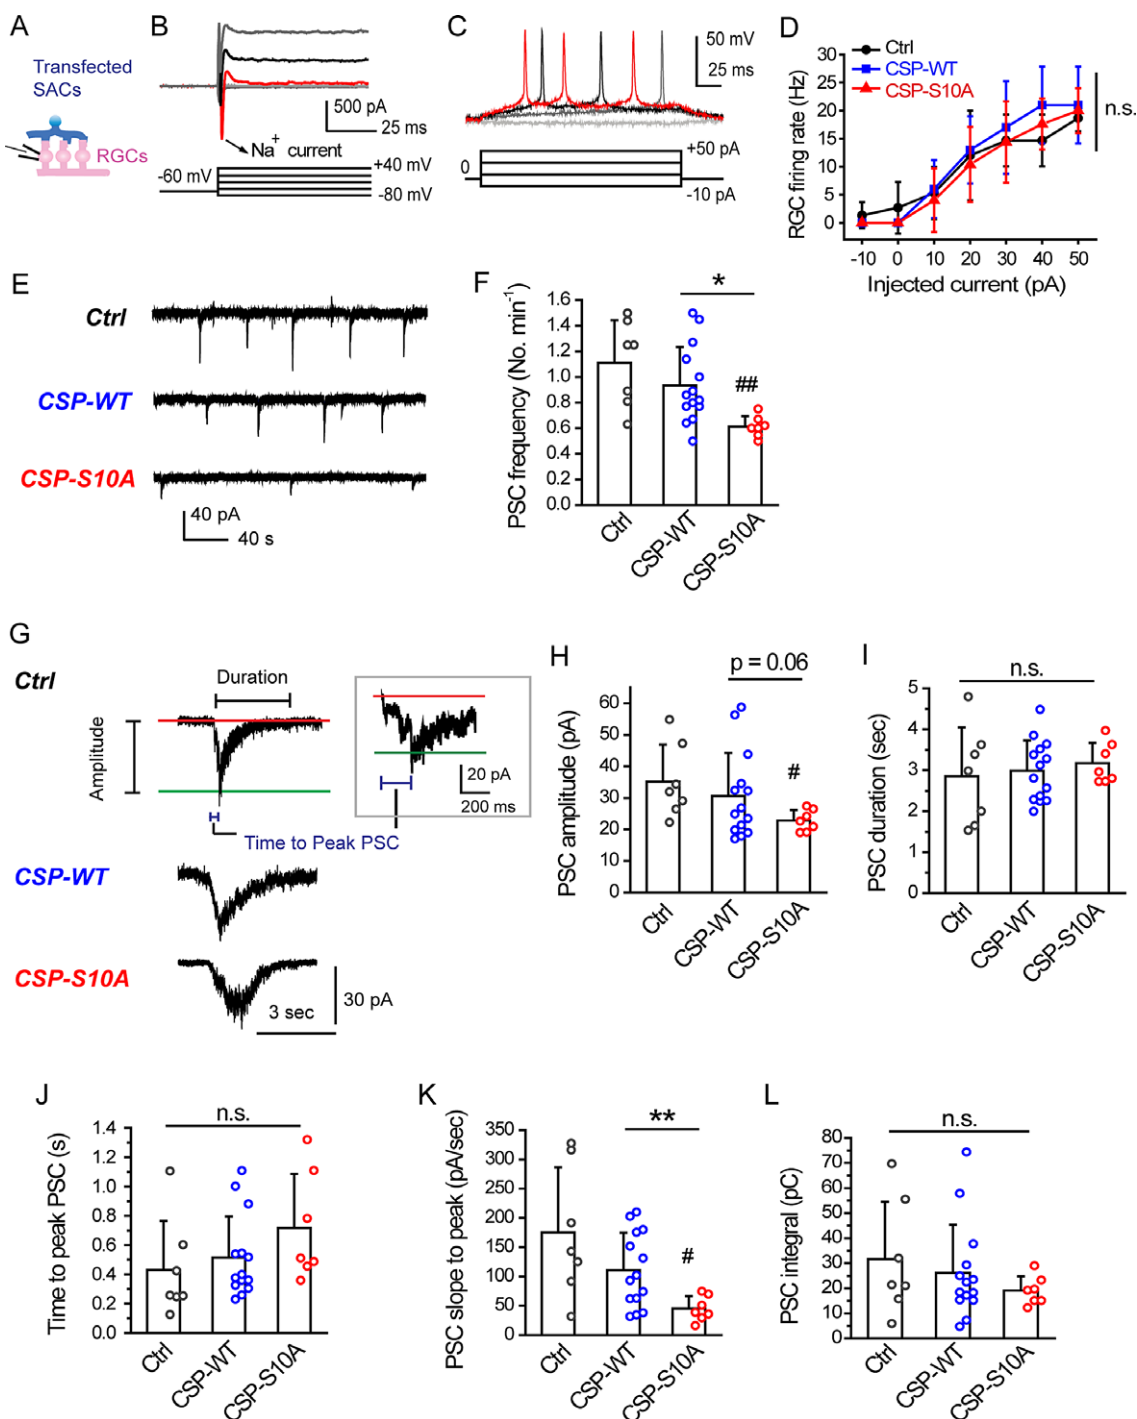 A
Transfected
SACs
RGCs
B
500 pA
25 ms
Na+ current
-60 mV
+40 mV
-80 mV
C
50 mV
25 ms
0
+50 pA
-10 pA
D
Ctrl
CSP-WT
CSP-S10A
n.s.
RGC firing rate (Hz)
30
25
20
15
10
5
0
-10 0 10 20 30 40 50
Injected current (pA)
E
Ctrl
CSP-WT
CSP-S10A
40 pA
40 s
F
PSC frequency (No. min-1)
1.6
1.4
1.2
1.0
0.8
0.6
0.4
0.2
0.0
*
##
Ctrl
CSP-WT
CSP-S10A
G
Ctrl
Duration
Amplitude
20 pA
200 ms
Time to Peak PSC
CSP-WT
CSP-S10A
3 sec
30 pA
H
p = 0.06
PSC amplitude (pA)
60
50
40
30
20
10
0
#
Ctrl
CSP-WT
CSP-S10A
I
n.s.
PSC duration (sec)
5
4
3
2
1
0
Ctrl
CSP-WT
CSP-S10A
J
n.s.
Time to peak PSC (s)
1.4
1.2
1.0
0.8
0.6
0.4
0.2
0.0
Ctrl
CSP-WT
CSP-S10A
K
**
PSC slope to peak (pA/sec)
350
300
250
200
150
100
50
0
#
Ctrl
CSP-WT
CSP-S10A
L
n.s.
PSC integral (pC)
80
70
60
50
40
30
20
10
0
Ctrl
CSP-WT
CSP-S10A